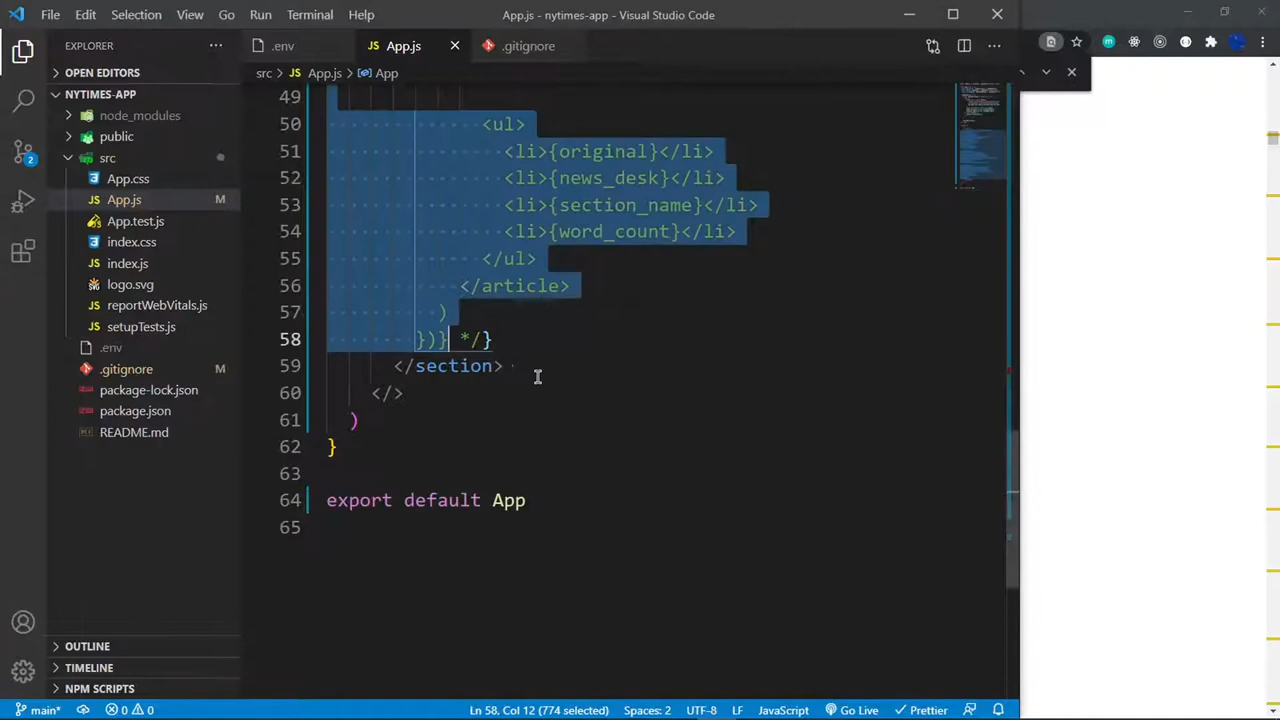 File Edit Selection View Go Run Terminal Help App.js - nytimes-app - Visual Studio Code
EXPLORER
.env
JS App.js
.gitignore
OPEN EDITORS
NYTIMES-APP
node_modules
public
src
App.css
JS App.js M
App.test.js
index.css
JS index.js
logo.svg
JS reportWebVitals.js
JS setupTests.js
.env
.gitignore M
package-lock.json
package.json
README.md
OUTLINE
TIMELINE
NPM SCRIPTS
2
src > JS App.js > App
49
50 <ul>
51 <li>{original}</li>
52 <li>{news_desk}</li>
53 <li>{section_name}</li>
54 <li>{word_count}</li>
55 </ul>
56 </article>
57 )
58 })} */}
59 </section>
60 </>
61 )
62 }
63
64 export default App
65
main* 0 0 Ln 58, Col 12 (774 selected) Spaces: 2 UTF-8 LF JavaScript Go Live Prettier